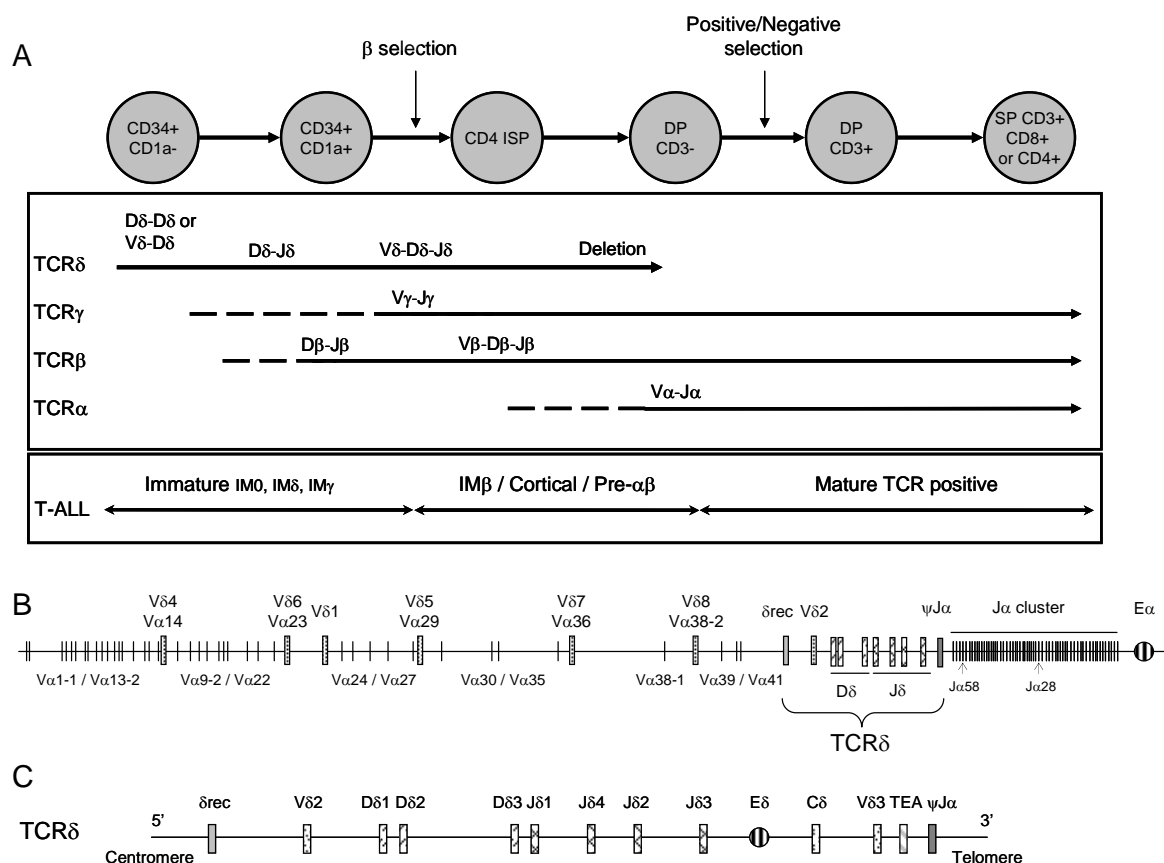 A
β selection
Positive/Negative
selection
CD34+
CD1a-
CD34+
CD1a+
CD4 ISP
DP
CD3-
DP
CD3+
SP CD3+
CD8+
or CD4+
Dδ-Dδ or
Vδ-Dδ
Dδ-Jδ
Vδ-Dδ-Jδ
Deletion
TCRδ
Vγ-Jγ
TCRγ
Dβ-Jβ
Vβ-Dβ-Jβ
TCRβ
Vα-Jα
TCRα
Immature IM0, IMδ, IMγ
IMβ / Cortical / Pre-αβ
Mature TCR positive
T-ALL
B
Vδ4
Vα14
Vδ6
Vα23
Vδ1
Vδ5
Vα29
Vδ7
Vα36
Vδ8
Vα38-2
δrec
Vδ2
ψJα
Jα cluster
Eα
Vα1-1 / Vα13-2
Vα9-2 / Vα22
Vα24 / Vα27
Vα30 / Vα35
Vα38-1
Vα39 / Vα41
Dδ
Jδ
Jα58
Jα28
TCRδ
C
δrec
Vδ2
Dδ1
Dδ2
Dδ3
Jδ1
Jδ4
Jδ2
Jδ3
Eδ
Cδ
Vδ3
TEA
ψJα
TCRδ
5’
3’
Centromere
Telomere